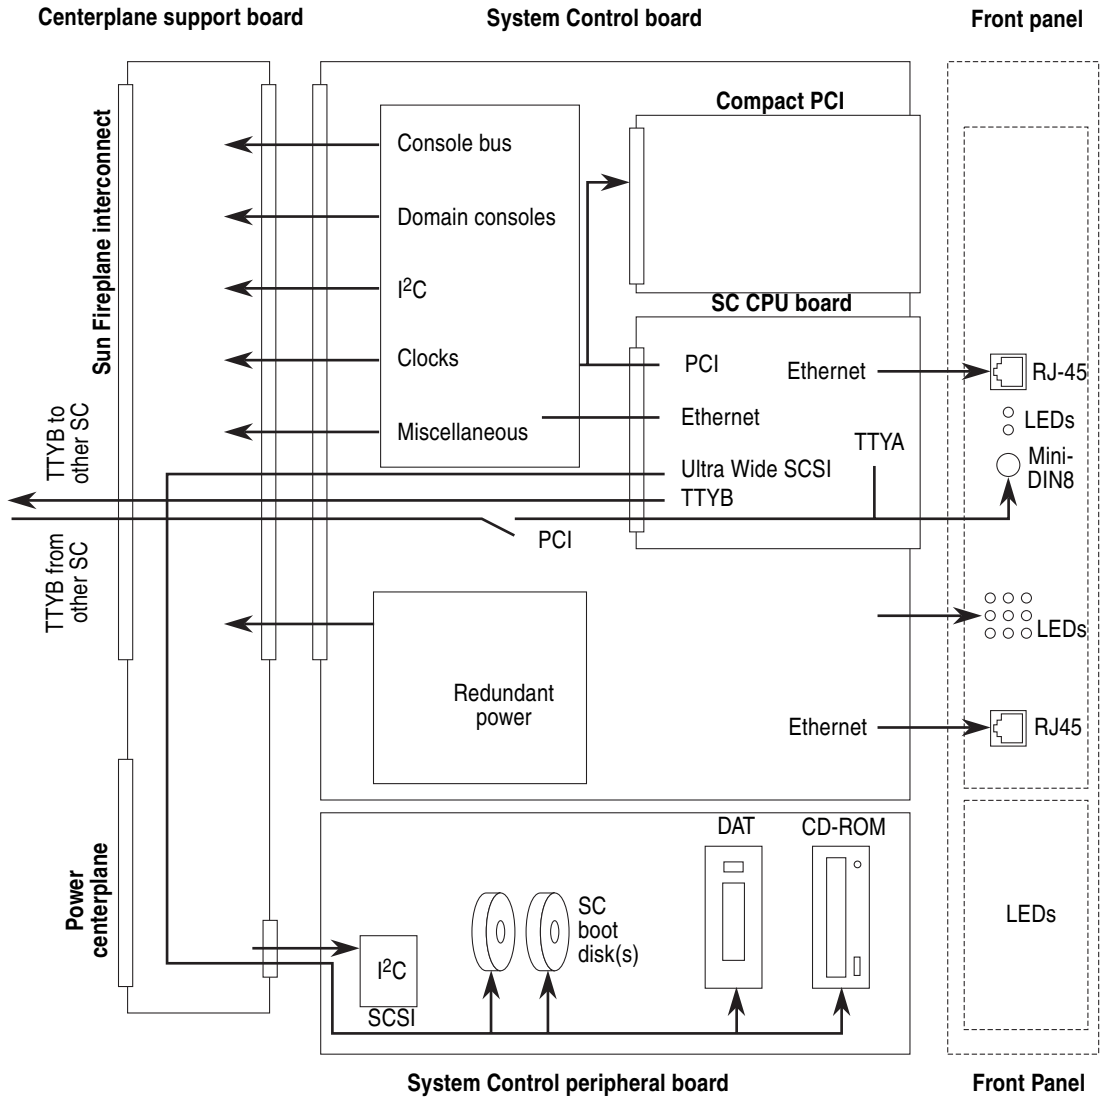 Centerplane support board
System Control board
Front panel
Compact PCI
Console bus
Domain consoles
I²C
Clocks
Miscellaneous
Sun Fireplane interconnect
SC CPU board
PCI
Ethernet
RJ-45
Ethernet
LEDs
TTYA
Mini-
DIN8
Ultra Wide SCSI
TTYB
TTYB to
other SC
PCI
TTYB from
other SC
LEDs
Redundant
power
Ethernet
RJ45
Power
centerplane
DAT
CD-ROM
SC
boot
disk(s)
LEDs
I²C
SCSI
System Control peripheral board
Front Panel